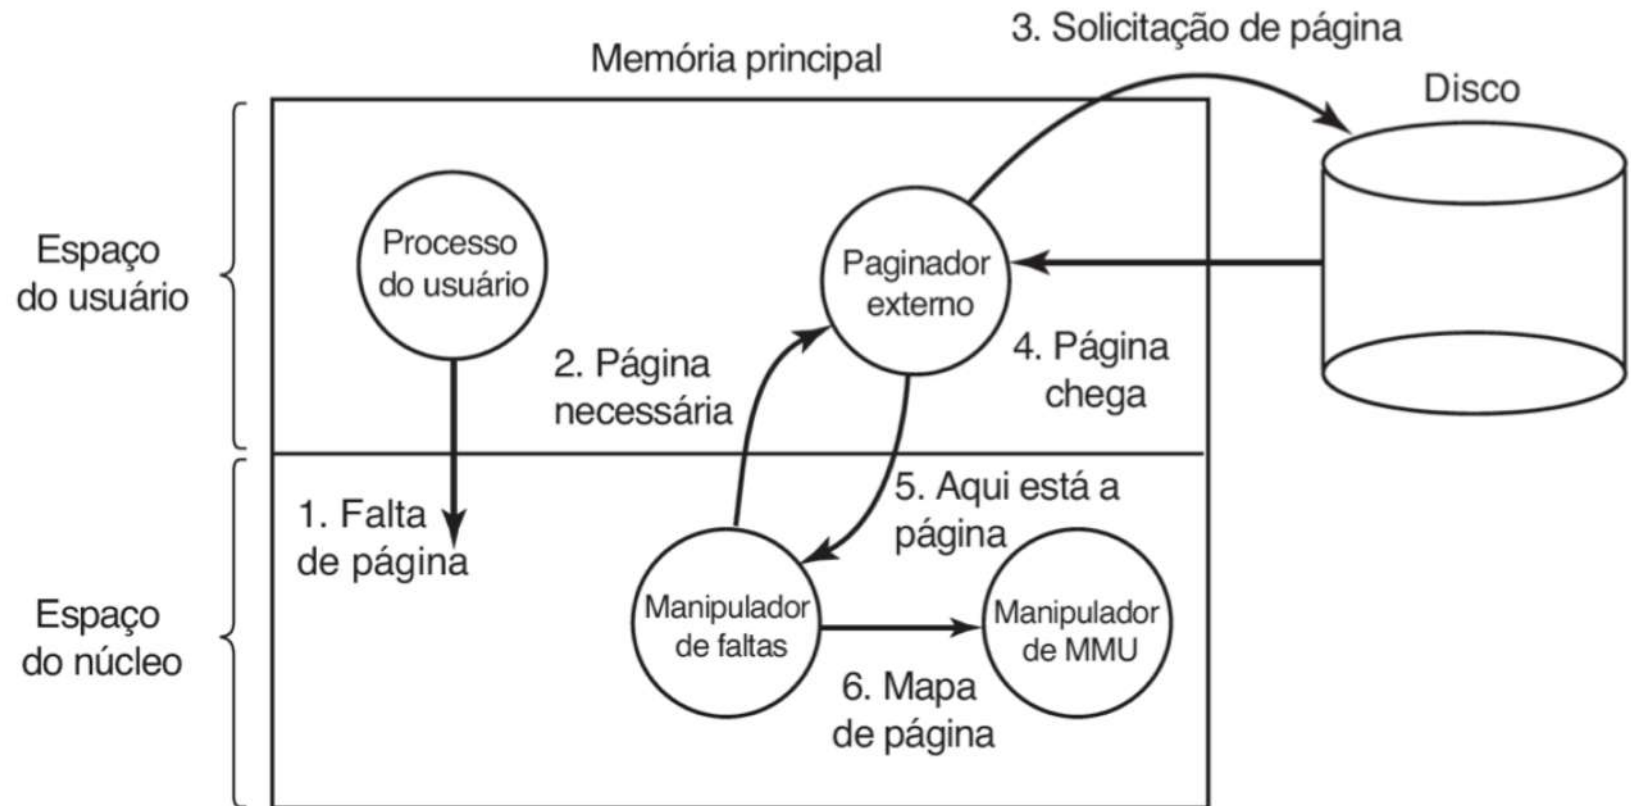 3. Solicitação de página
Memória principal
Disco
Espaço
do usuário
Processo
do usuário
Paginador
externo
2. Página
necessária
4. Página
chega
1. Falta
de página
5. Aqui está a
página
Espaço
do núcleo
Manipulador
de faltas
Manipulador
de MMU
6. Mapa
de página